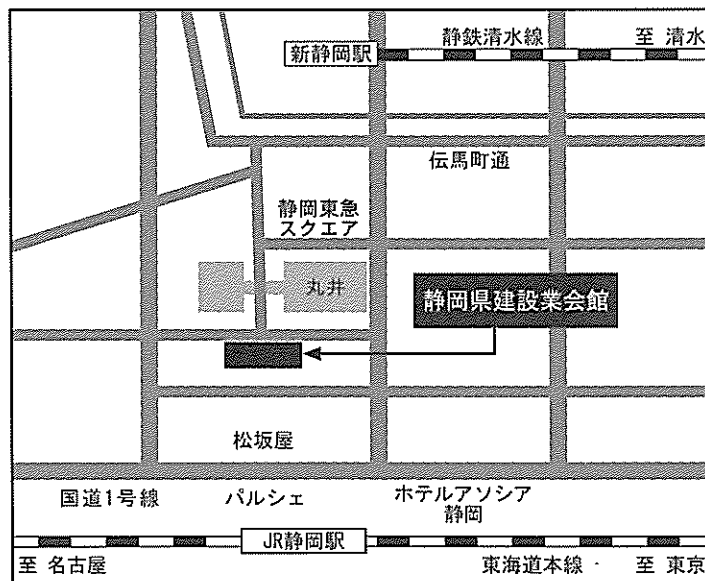 静鉄清水線
至 清水
新静岡駅
伝馬町通
静岡東急
スクエア
丸井
静岡県建設業会館
松坂屋
国道1号線
パルシェ
ホテルアソシア
静岡
JR静岡駅
至 名古屋
東海道本線
至 東京